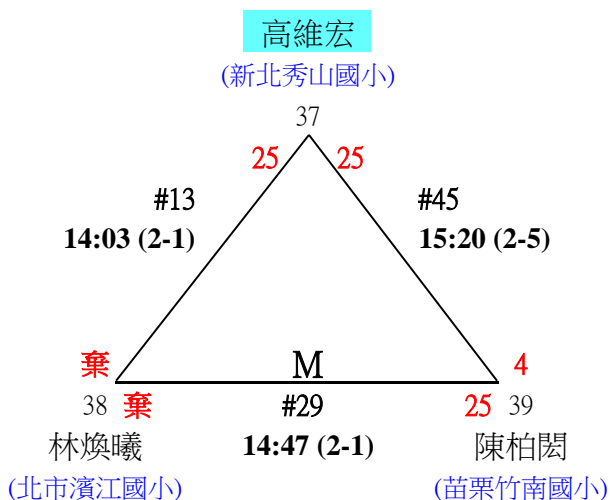 高維宏
(新北秀山國小)
37
25 25
#13 #45
14:03 (2-1) 15:20 (2-5)
棄 M 4
38 棄 #29 25 39
林煥曦 14:47 (2-1) 陳柏閎
(北市濱江國小) (苗栗竹南國小)